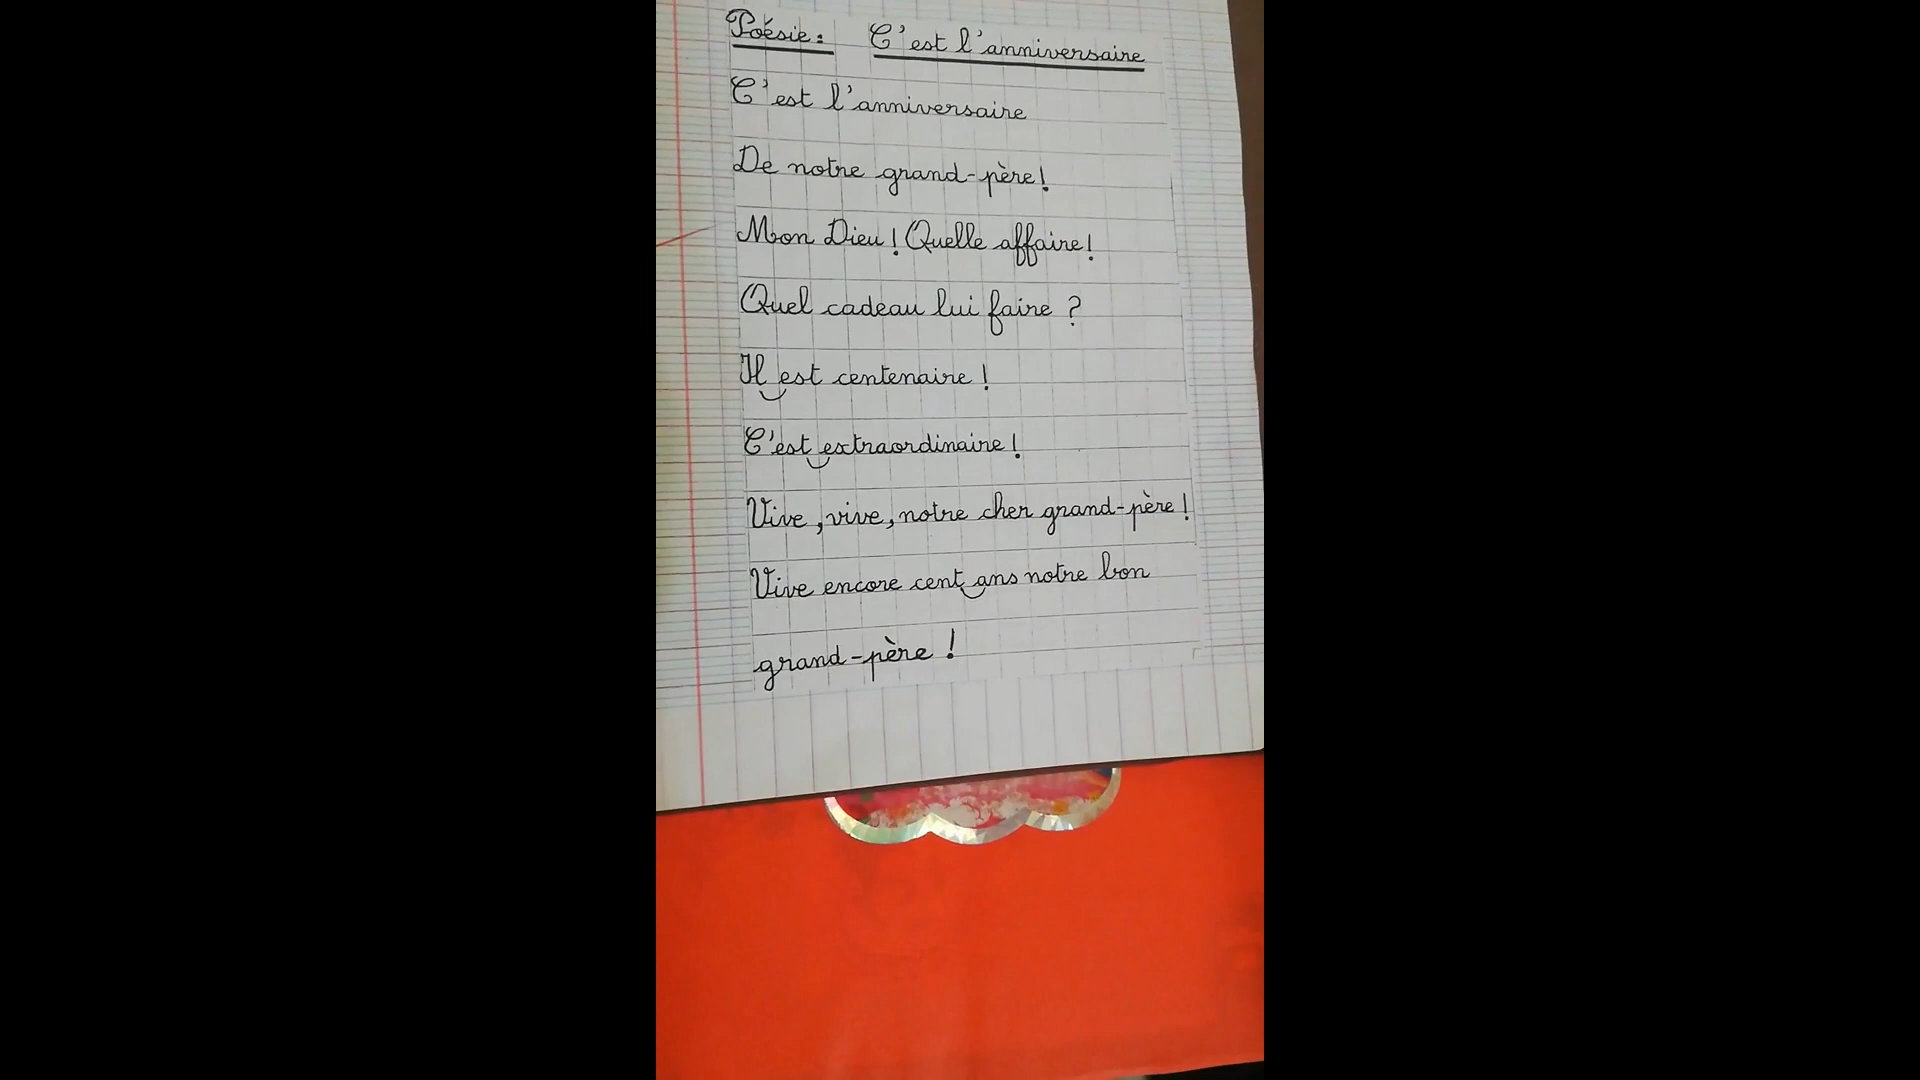 Poésie : C'est l'anniversaire
C'est l'anniversaire
De notre grand-père !
Mon Dieu ! Quelle affaire !
Quel cadeau lui faire ?
Il est centenaire !
C'est extraordinaire !
Vive, vive, notre cher grand-père !
Vive encore cent ans notre bon
grand-père !